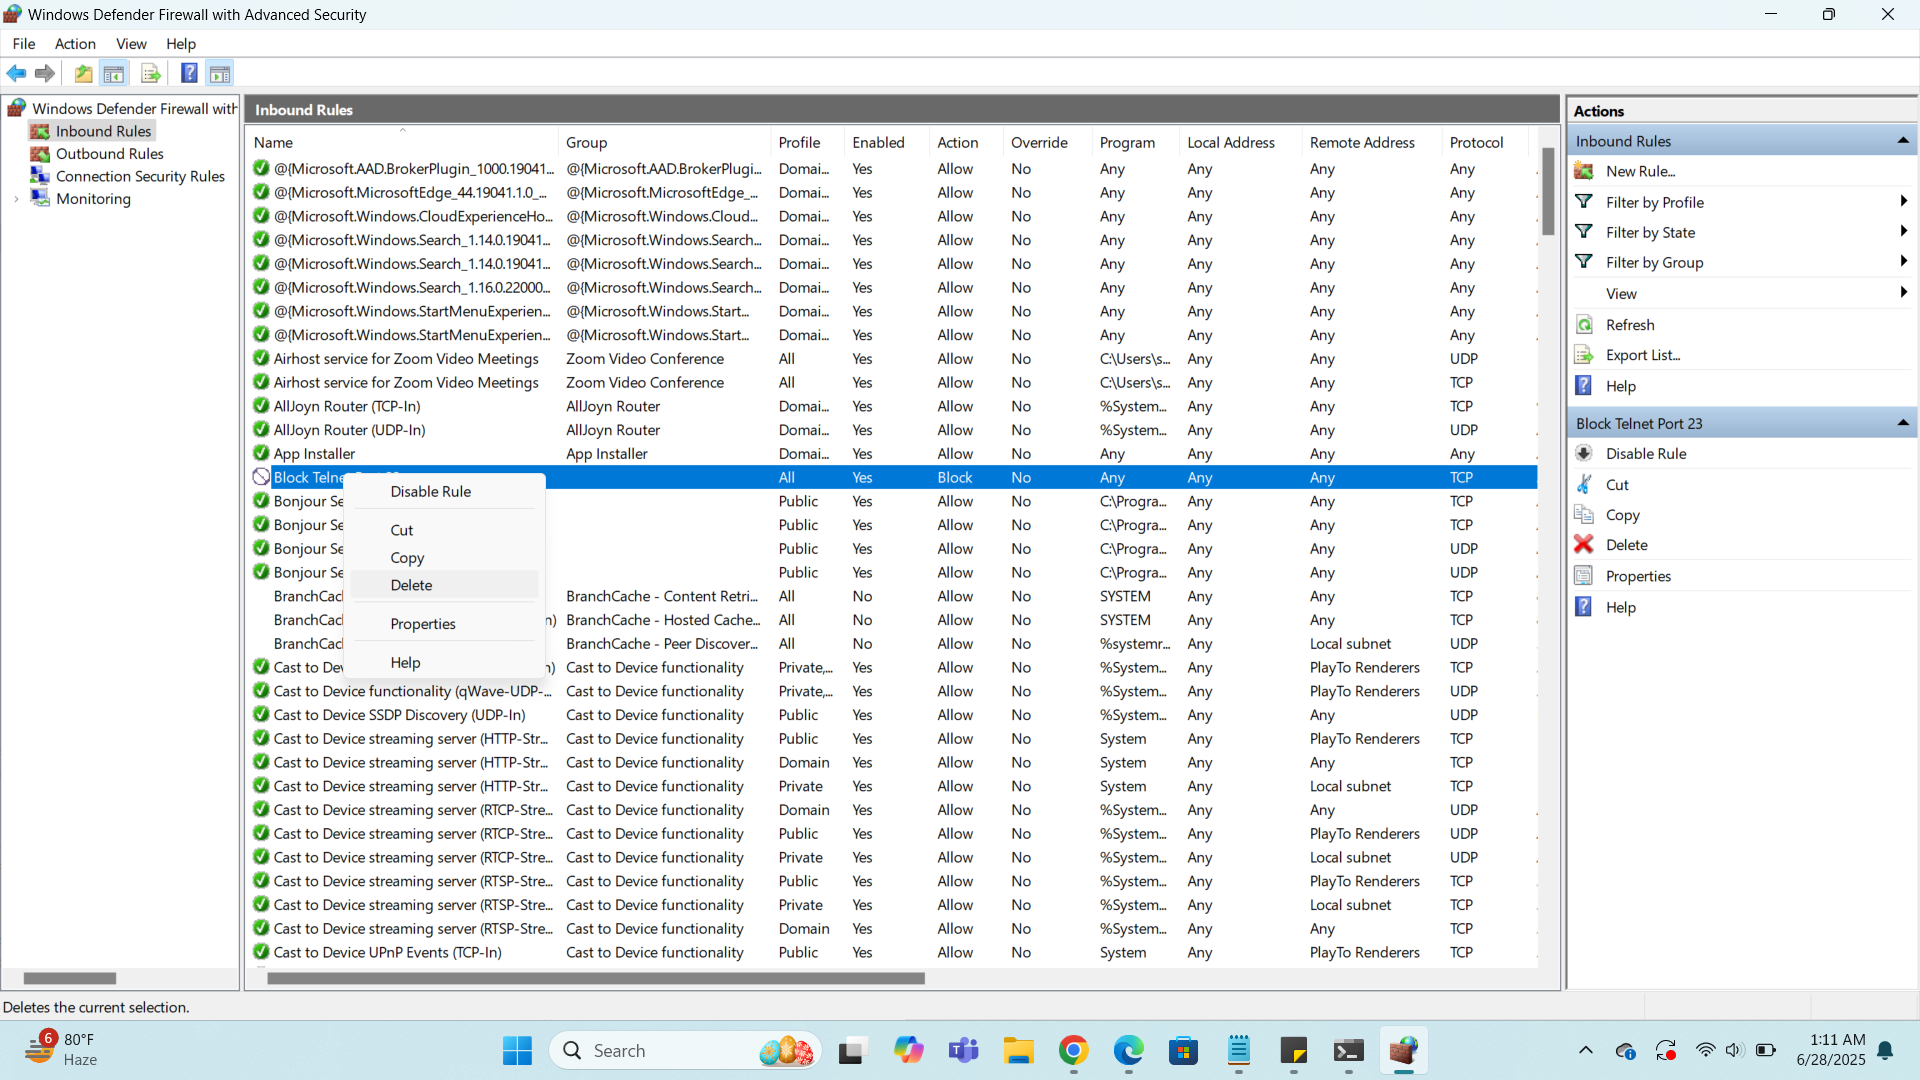 Windows Defender Firewall with Advanced Security
File Action View Help
Windows Defender Firewall with
Inbound Rules
Outbound Rules
Connection Security Rules
Monitoring
Inbound Rules
Name Group Profile Enabled Action Override Program Local Address Remote Address Protocol
@{Microsoft.AAD.BrokerPlugin_1000.19041... @{Microsoft.AAD.BrokerPlugi... Domai... Yes Allow No Any Any Any Any
@{Microsoft.MicrosoftEdge_44.19041.1.0_... @{Microsoft.MicrosoftEdge_... Domai... Yes Allow No Any Any Any Any
@{Microsoft.Windows.CloudExperienceHo... @{Microsoft.Windows.Cloud... Domai... Yes Allow No Any Any Any Any
@{Microsoft.Windows.Search_1.14.0.19041... @{Microsoft.Windows.Search... Domai... Yes Allow No Any Any Any Any
@{Microsoft.Windows.Search_1.14.0.19041... @{Microsoft.Windows.Search... Domai... Yes Allow No Any Any Any Any
@{Microsoft.Windows.Search_1.16.0.22000... @{Microsoft.Windows.Search... Domai... Yes Allow No Any Any Any Any
@{Microsoft.Windows.StartMenuExperien... @{Microsoft.Windows.Start... Domai... Yes Allow No Any Any Any Any
@{Microsoft.Windows.StartMenuExperien... @{Microsoft.Windows.Start... Domai... Yes Allow No Any Any Any Any
Airhost service for Zoom Video Meetings Zoom Video Conference All Yes Allow No C:\Users\s... Any Any UDP
Airhost service for Zoom Video Meetings Zoom Video Conference All Yes Allow No C:\Users\s... Any Any TCP
AllJoyn Router (TCP-In) AllJoyn Router Domai... Yes Allow No %System... Any Any TCP
AllJoyn Router (UDP-In) AllJoyn Router Domai... Yes Allow No %System... Any Any UDP
App Installer App Installer Domai... Yes Allow No Any Any Any Any
Block Telne All Yes Block No Any Any Any TCP
Bonjour Se Public Yes Allow No C:\Progra... Any Any TCP
Bonjour Se Public Yes Allow No C:\Progra... Any Any TCP
Bonjour Se Public Yes Allow No C:\Progra... Any Any UDP
Bonjour Se Public Yes Allow No C:\Progra... Any Any UDP
BranchCac BranchCache - Content Retri... All No Allow No SYSTEM Any Any TCP
BranchCac n) BranchCache - Hosted Cache... All No Allow No SYSTEM Any Any TCP
BranchCac BranchCache - Peer Discover... All No Allow No %systemr... Any Local subnet UDP
Cast to Dev n) Cast to Device functionality Private,... Yes Allow No %System... Any PlayTo Renderers TCP
Cast to Device functionality (qWave-UDP-... Cast to Device functionality Private,... Yes Allow No %System... Any PlayTo Renderers UDP
Cast to Device SSDP Discovery (UDP-In) Cast to Device functionality Public Yes Allow No %System... Any Any UDP
Cast to Device streaming server (HTTP-Str... Cast to Device functionality Public Yes Allow No System Any PlayTo Renderers TCP
Cast to Device streaming server (HTTP-Str... Cast to Device functionality Domain Yes Allow No System Any Any TCP
Cast to Device streaming server (HTTP-Str... Cast to Device functionality Private Yes Allow No System Any Local subnet TCP
Cast to Device streaming server (RTCP-Stre... Cast to Device functionality Domain Yes Allow No %System... Any Any UDP
Cast to Device streaming server (RTCP-Stre... Cast to Device functionality Public Yes Allow No %System... Any PlayTo Renderers UDP
Cast to Device streaming server (RTCP-Stre... Cast to Device functionality Private Yes Allow No %System... Any Local subnet UDP
Cast to Device streaming server (RTSP-Stre... Cast to Device functionality Public Yes Allow No %System... Any PlayTo Renderers TCP
Cast to Device streaming server (RTSP-Stre... Cast to Device functionality Private Yes Allow No %System... Any Local subnet TCP
Cast to Device streaming server (RTSP-Stre... Cast to Device functionality Domain Yes Allow No %System... Any Any TCP
Cast to Device UPnP Events (TCP-In) Cast to Device functionality Public Yes Allow No System Any PlayTo Renderers TCP
Disable Rule
Cut
Copy
Delete
Properties
Help
Actions
Inbound Rules
New Rule...
Filter by Profile
Filter by State
Filter by Group
View
Refresh
Export List...
Help
Block Telnet Port 23
Disable Rule
Cut
Copy
Delete
Properties
Help
Deletes the current selection.
6
80°F
Haze
Search
1:11 AM
6/28/2025